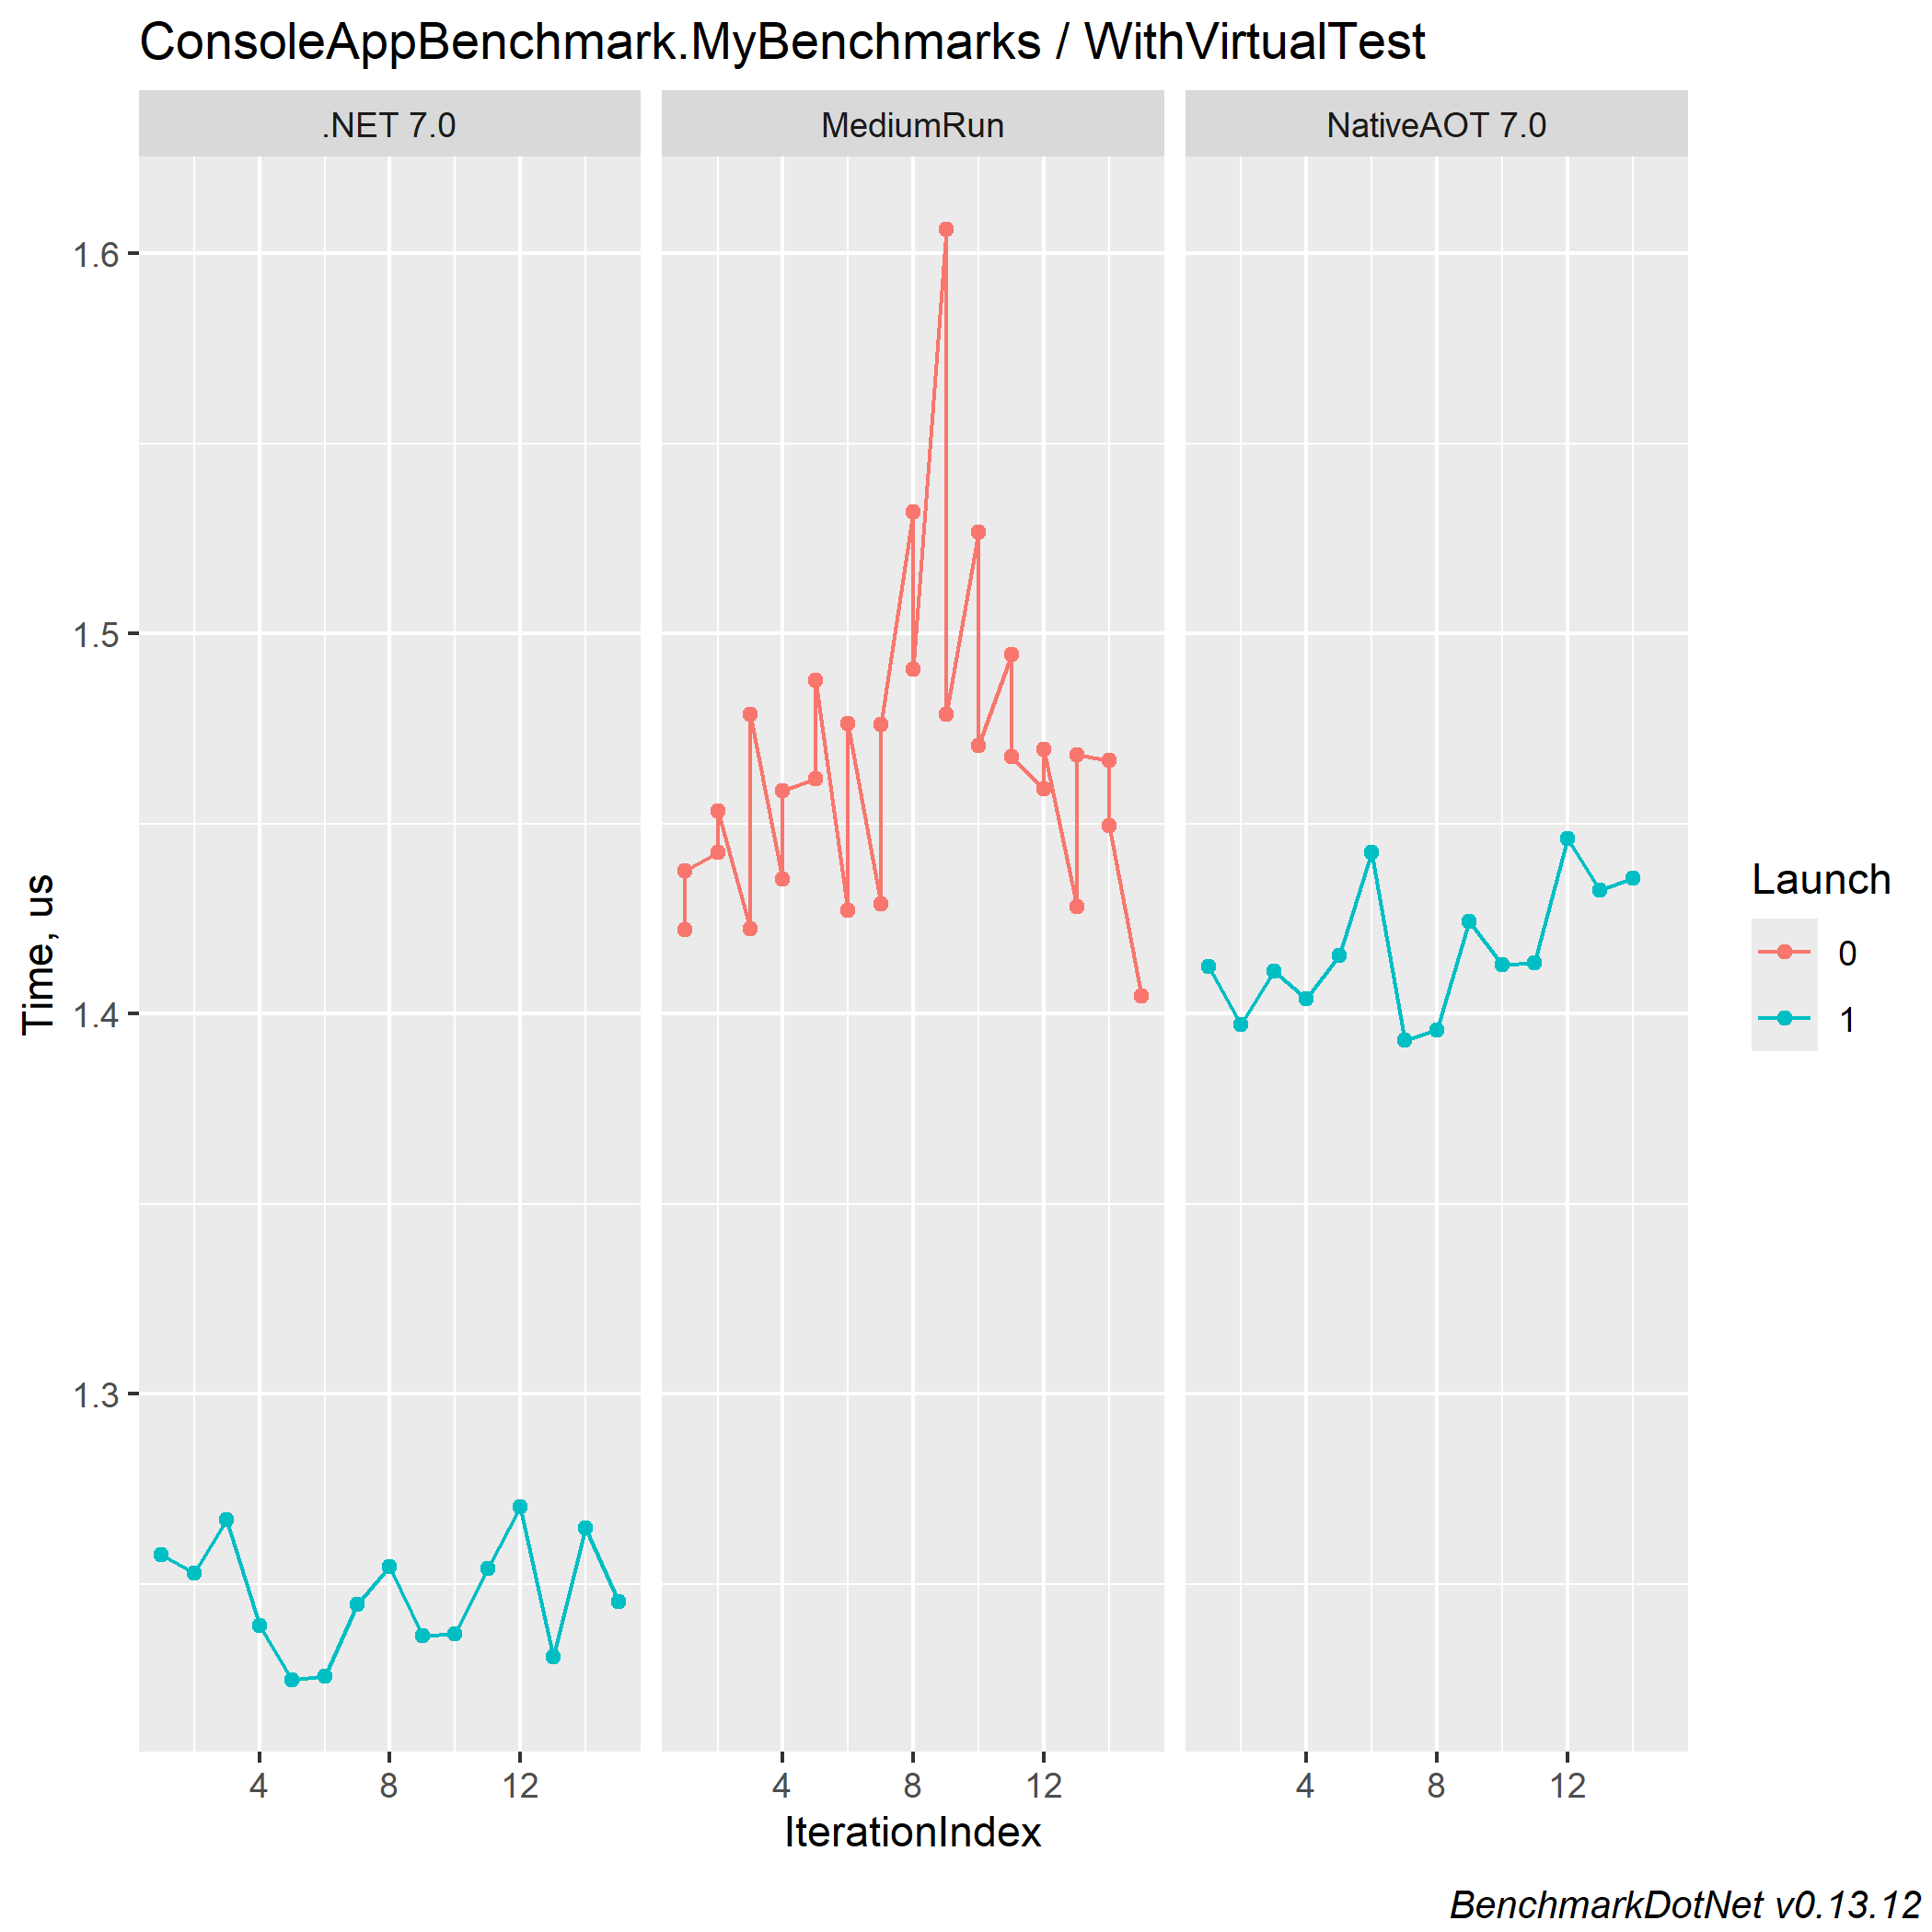 ConsoleAppBenchmark.MyBenchmarks / WithVirtualTest
.NET 7.0
MediumRun
NativeAOT 7.0
Time, us
1.6
1.5
1.4
1.3
4 8 12
4 8 12
4 8 12
IterationIndex
Launch
0
1
BenchmarkDotNet v0.13.12